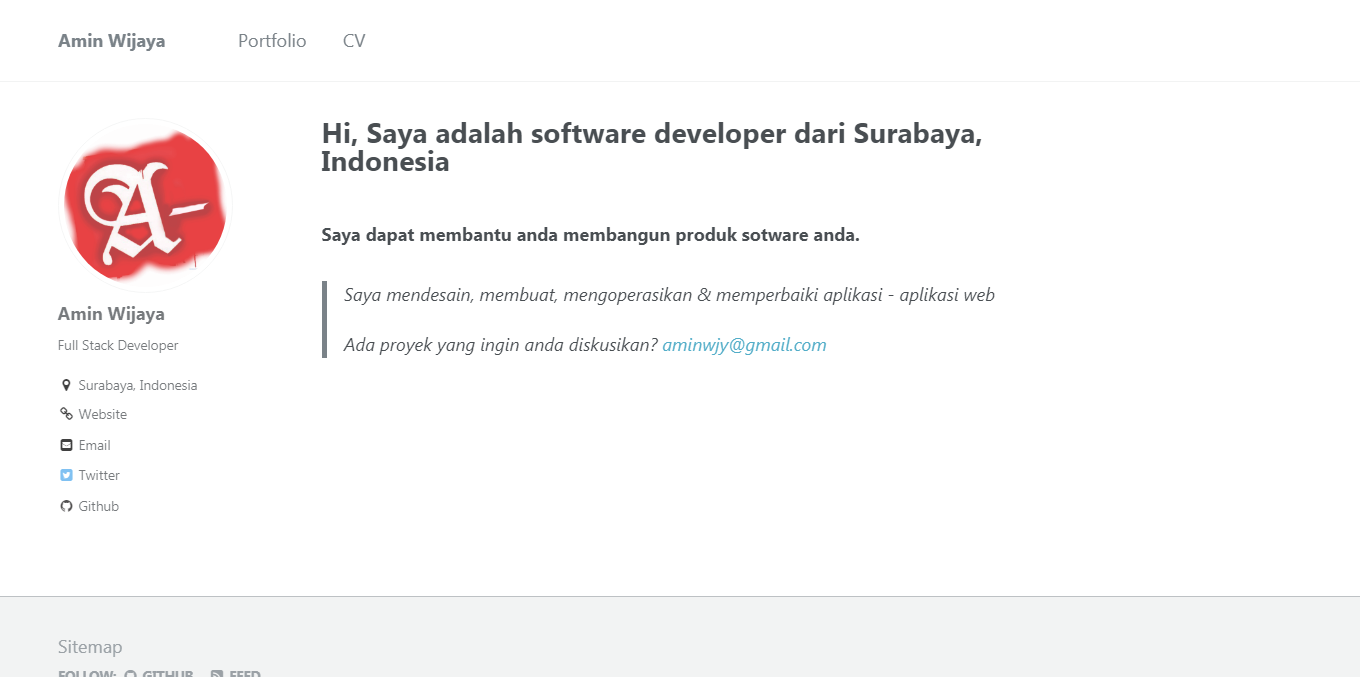 Amin Wijaya
Portfolio
CV
A-
Amin Wijaya
Full Stack Developer
Surabaya, Indonesia
Website
Email
Twitter
Github
Hi, Saya adalah software developer dari Surabaya,
Indonesia
Saya dapat membantu anda membangun produk sotware anda.
Saya mendesain, membuat, mengoperasikan & memperbaiki aplikasi - aplikasi web
Ada proyek yang ingin anda diskusikan? aminwjy@gmail.com
Sitemap
FOLLOW: GITHUB FEED